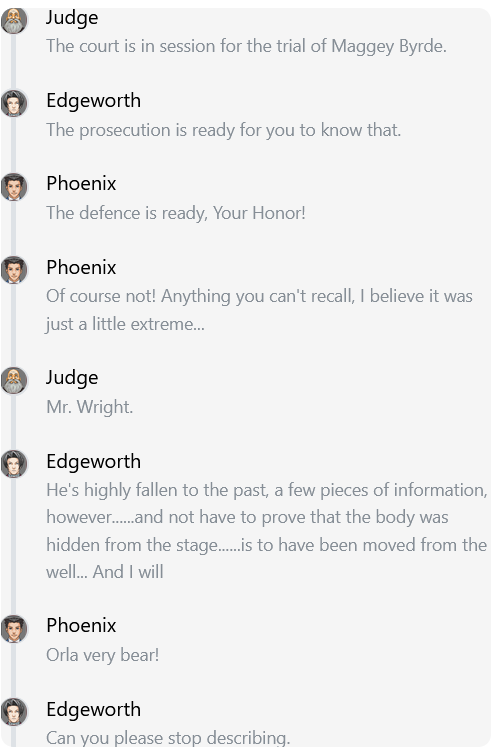 Judge
The court is in session for the trial of Maggey Byrde.
Edgeworth
The prosecution is ready for you to know that.
Phoenix
The defence is ready, Your Honor!
Phoenix
Of course not! Anything you can't recall, I believe it was
just a little extreme...
Judge
Mr. Wright.
Edgeworth
He's highly fallen to the past, a few pieces of information,
however......and not have to prove that the body was
hidden from the stage......is to have been moved from the
well... And I will
Phoenix
Orla very bear!
Edgeworth
Can you please stop describing.